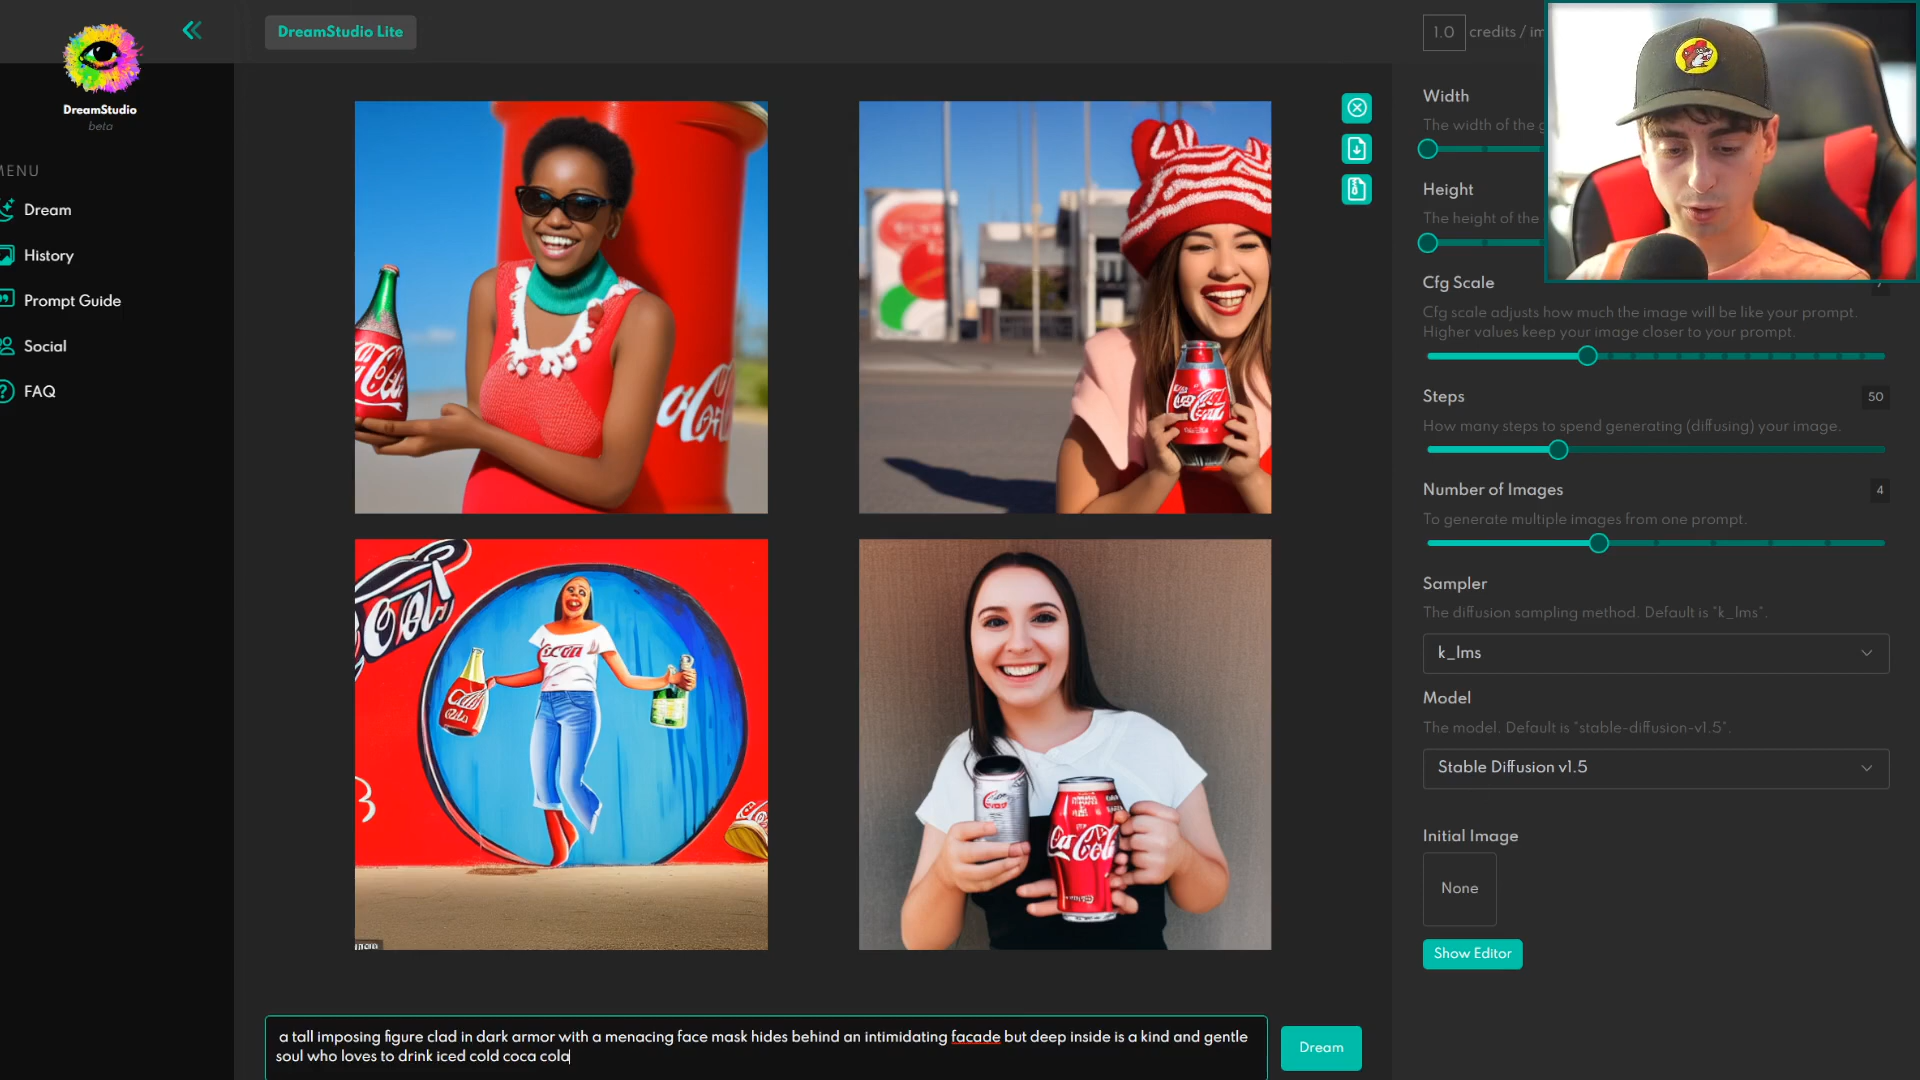 DreamStudio Lite
1.0 credits / im
DreamStudio
beta
MENU
Dream
History
Prompt Guide
Social
FAQ
Width
The width of the g
Height
The height of the
Cfg Scale
Cfg scale adjusts how much the image will be like your prompt.
Higher values keep your image closer to your prompt.
Steps 50
How many steps to spend generating (diffusing) your image.
Number of Images 4
To generate multiple images from one prompt.
Sampler
The diffusion sampling method. Default is "k_lms".
k_lms
Model
The model. Default is "stable-diffusion-v1.5".
Stable Diffusion v1.5
Initial Image
None
Show Editor
a tall imposing figure clad in dark armor with a menacing face mask hides behind an intimidating facade but deep inside is a kind and gentle
soul who loves to drink iced cold coca cola
Dream